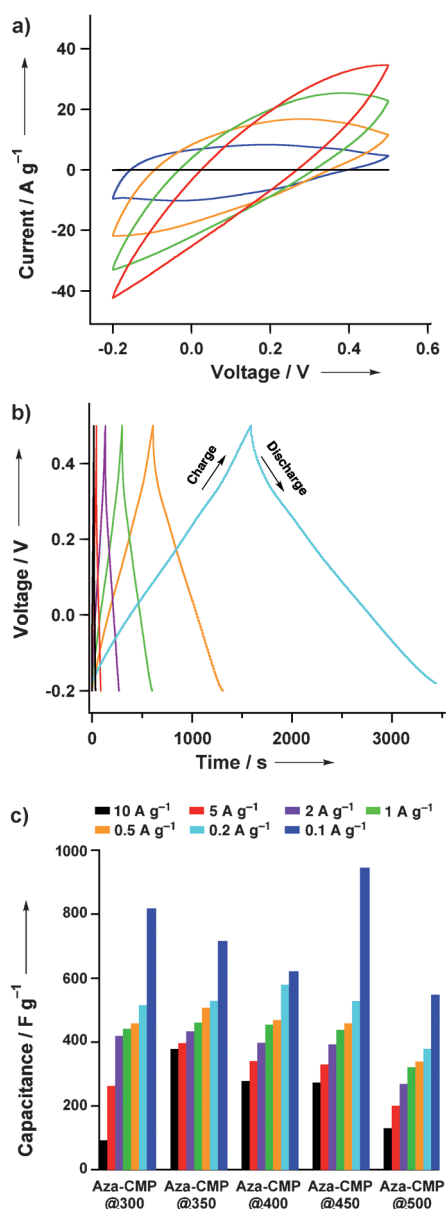 a)
40
20
0
-20
-40
Current / A g⁻¹
-0.2 0.0 0.2 0.4 0.6
Voltage / V
b)
Charge
Discharge
0.4
0.2
0.0
-0.2
Voltage / V
0 1000 2000 3000
Time / s
c)
10 A g⁻¹ 5 A g⁻¹ 2 A g⁻¹ 1 A g⁻¹
0.5 A g⁻¹ 0.2 A g⁻¹ 0.1 A g⁻¹
1000
800
600
400
200
0
Capacitance / F g⁻¹
Aza-CMP Aza-CMP Aza-CMP Aza-CMP Aza-CMP
@300 @350 @400 @450 @500